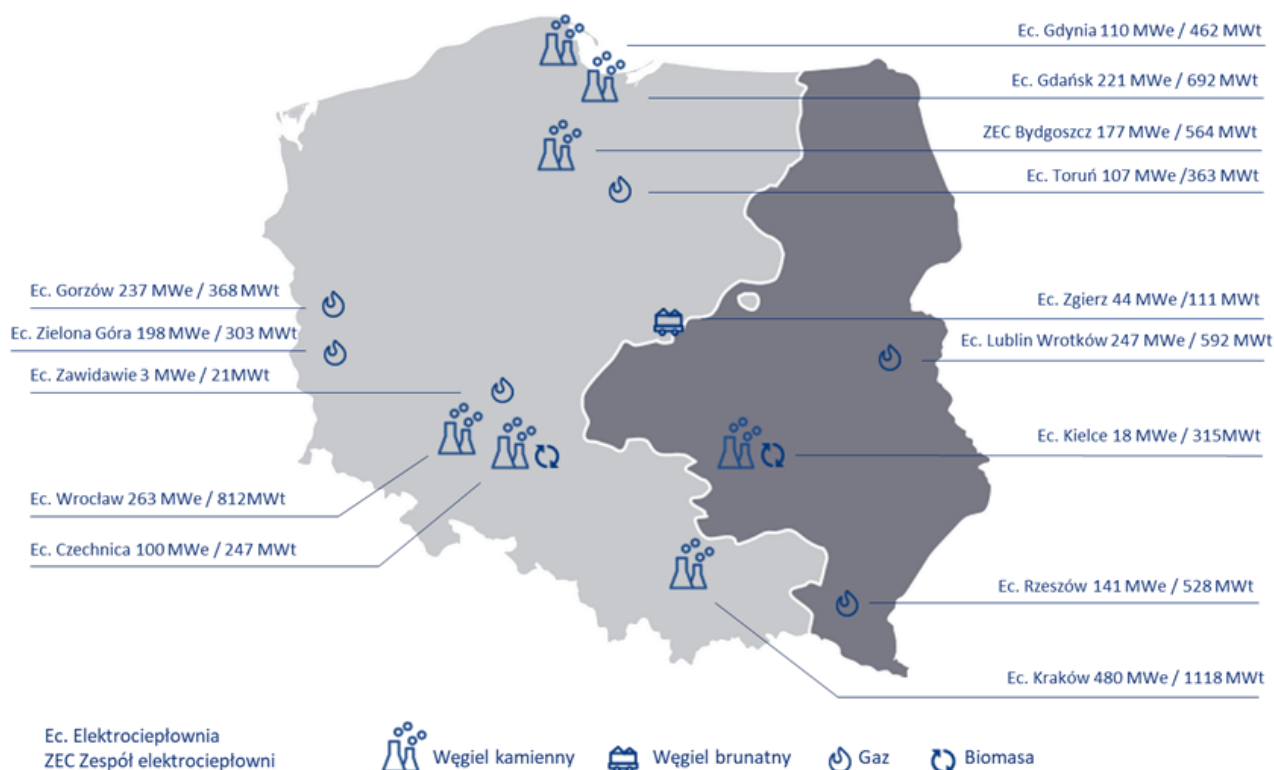 Ec. Gdynia 110 MWe / 462 MWt
Ec. Gdańsk 221 MWe / 692 MWt
ZEC Bydgoszcz 177 MWe / 564 MWt
Ec. Toruń 107 MWe /363 MWt
Ec. Gorzów 237 MWe / 368 MWt
Ec. Zielona Góra 198 MWe / 303 MWt
Ec. Zawidawie 3 MWe / 21MWt
Ec. Wrocław 263 MWe / 812MWt
Ec. Czechnica 100 MWe / 247 MWt
Ec. Zgierz 44 MWe /111 MWt
Ec. Lublin Wrotków 247 MWe / 592 MWt
Ec. Kielce 18 MWe / 315MWt
Ec. Rzeszów 141 MWe / 528 MWt
Ec. Kraków 480 MWe / 1118 MWt
Ec. Elektrociepłownia
ZEC Zespół elektrociepłowni
Węgiel kamienny
Węgiel brunatny
Gaz
Biomasa